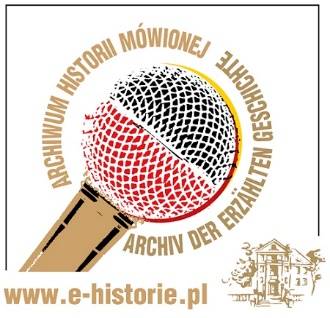 ARCHIWUM HISTORII MÓWIONEJ
ARCHIV DER ERZÄHLTEN GESCHICHTE
www.e-historie.pl